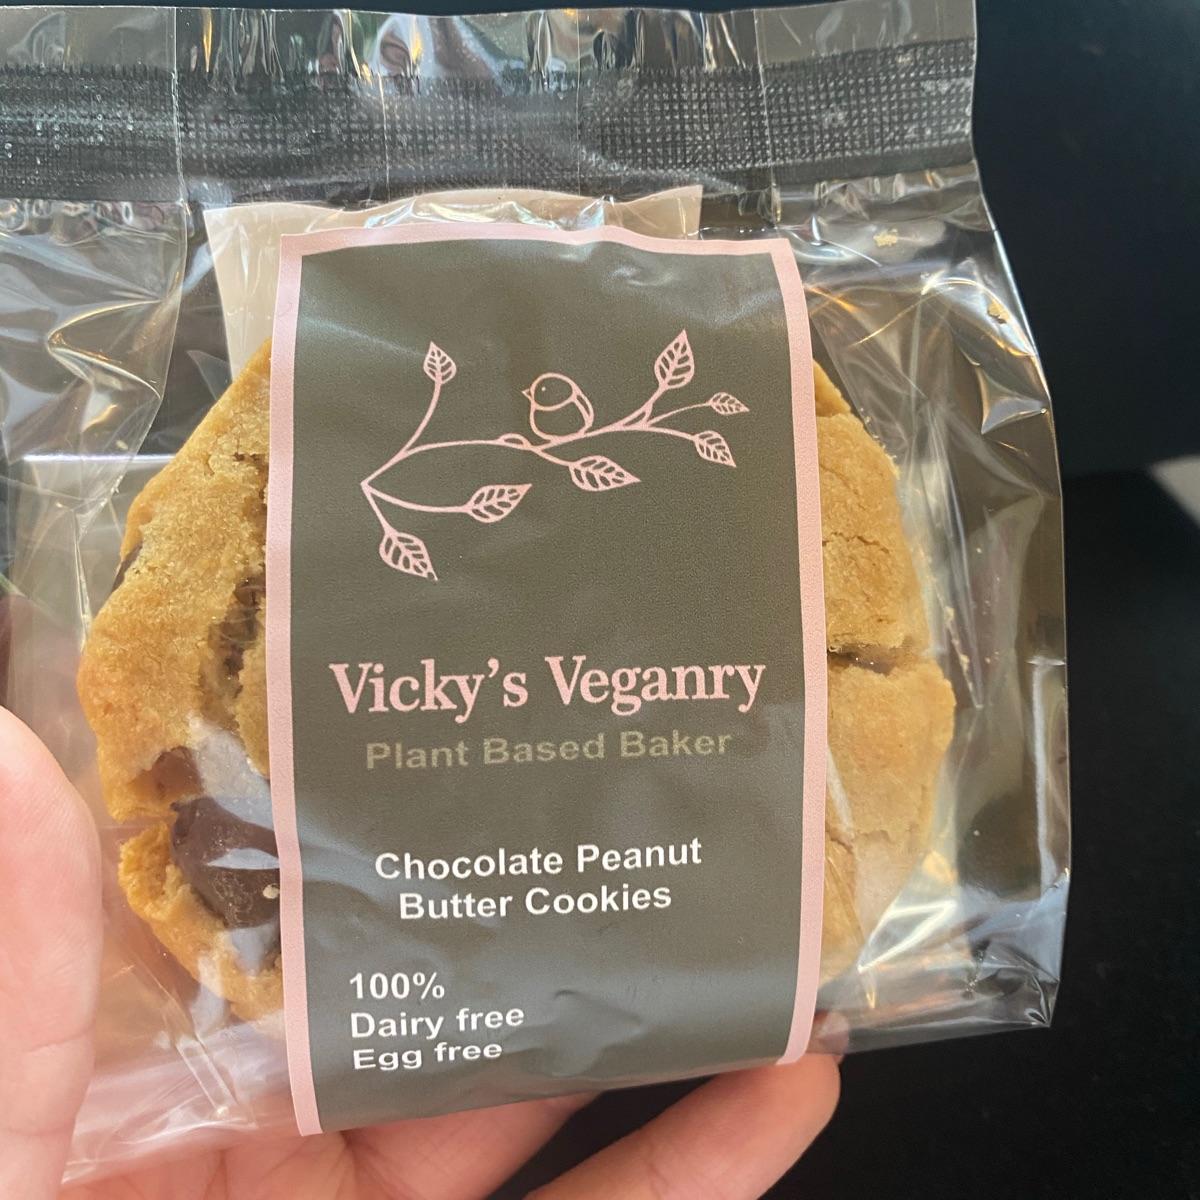 Vicky's Veganry
Plant Based Baker
Chocolate Peanut
Butter Cookies
100%
Dairy free
Egg free